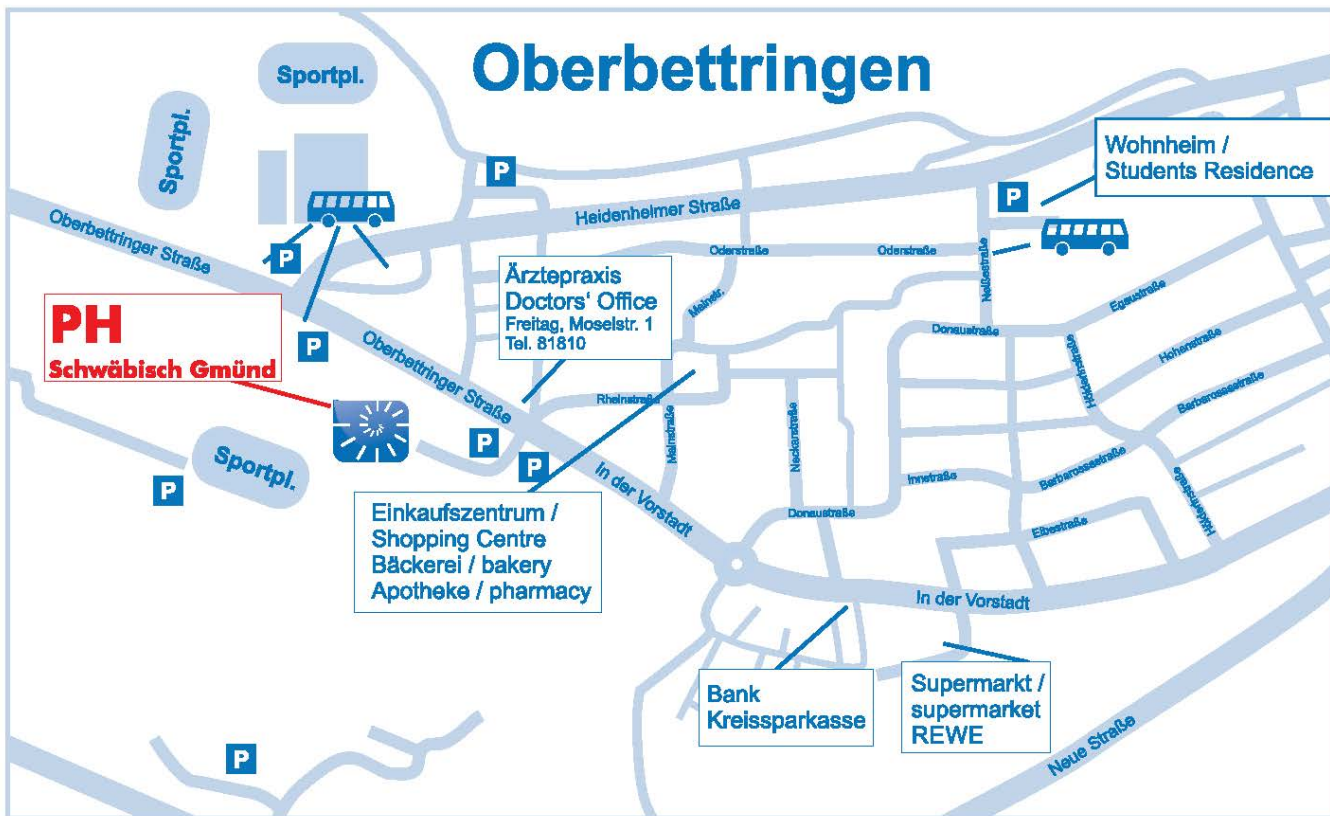 Oberbettringen
Sportpl.
Sportpl.
P
Wohnheim /
Students Residence
P
Heidenheimer Straße
Oberbettringer Straße
P
Oderstraße
Oderstraße
Neißestraße
Ärztepraxis
Doctors' Office
Freitag, Moselstr. 1
Tel. 81810
Mainstr.
Egaustraße
PH
Schwäbisch Gmünd
P
Oberbettringer Straße
Donaustraße
Hölderlinstraße
Hohenstraße
Rheinstraße
Barbarossastraße
Mainstraße
Neckarstraße
P
P
Sportpl.
P
In der Vorstadt
Innstraße
Barbarossastraße
Hölderlinstraße
Einkaufszentrum /
Shopping Centre
Bäckerei / bakery
Apotheke / pharmacy
Donaustraße
Elbestraße
In der Vorstadt
Bank
Kreissparkasse
Supermarkt /
supermarket
REWE
Neue Straße
P